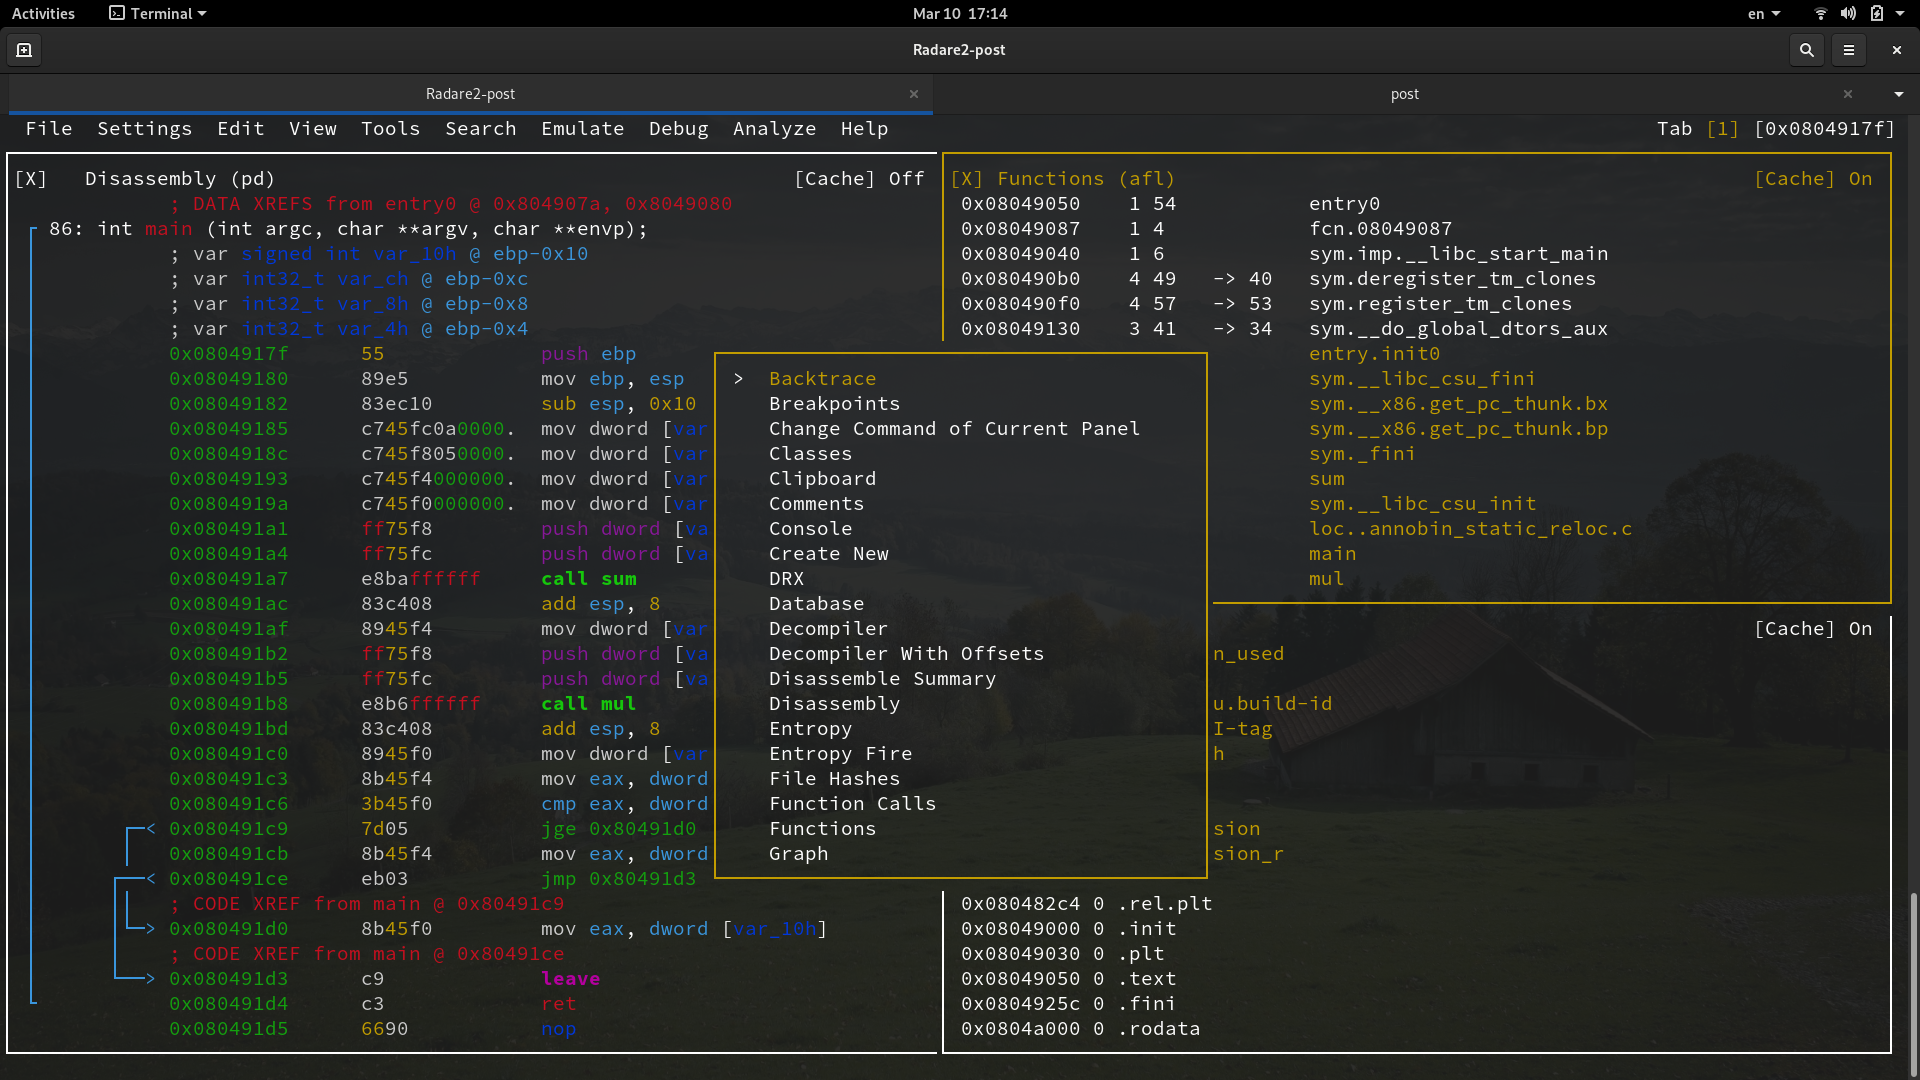 Activities Terminal Mar 10 17:14 en
Radare2-post
Radare2-post × post ×
File Settings Edit View Tools Search Emulate Debug Analyze Help Tab [1] [0x0804917f]
[X] Disassembly (pd) [Cache] Off
; DATA XREFS from entry0 @ 0x804907a, 0x8049080
86: int main (int argc, char **argv, char **envp);
; var signed int var_10h @ ebp-0x10
; var int32_t var_ch @ ebp-0xc
; var int32_t var_8h @ ebp-0x8
; var int32_t var_4h @ ebp-0x4
0x0804917f 55 push ebp
0x08049180 89e5 mov ebp, esp
0x08049182 83ec10 sub esp, 0x10
0x08049185 c745fc0a0000. mov dword [var
0x0804918c c745f8050000. mov dword [var
0x08049193 c745f4000000. mov dword [var
0x0804919a c745f0000000. mov dword [var
0x080491a1 ff75f8 push dword [va
0x080491a4 ff75fc push dword [va
0x080491a7 e8baffffff call sum
0x080491ac 83c408 add esp, 8
0x080491af 8945f4 mov dword [var
0x080491b2 ff75f8 push dword [va
0x080491b5 ff75fc push dword [va
0x080491b8 e8b6ffffff call mul
0x080491bd 83c408 add esp, 8
0x080491c0 8945f0 mov dword [var
0x080491c3 8b45f4 mov eax, dword
0x080491c6 3b45f0 cmp eax, dword
< 0x080491c9 7d05 jge 0x80491d0
0x080491cb 8b45f4 mov eax, dword
< 0x080491ce eb03 jmp 0x80491d3
; CODE XREF from main @ 0x80491c9
> 0x080491d0 8b45f0 mov eax, dword [var_10h]
; CODE XREF from main @ 0x80491ce
> 0x080491d3 c9 leave
0x080491d4 c3 ret
0x080491d5 6690 nop
> Backtrace
Breakpoints
Change Command of Current Panel
Classes
Clipboard
Comments
Console
Create New
DRX
Database
Decompiler
Decompiler With Offsets
Disassemble Summary
Disassembly
Entropy
Entropy Fire
File Hashes
Function Calls
Functions
Graph
[X] Functions (afl) [Cache] On
0x08049050 1 54 entry0
0x08049087 1 4 fcn.08049087
0x08049040 1 6 sym.imp.__libc_start_main
0x080490b0 4 49 -> 40 sym.deregister_tm_clones
0x080490f0 4 57 -> 53 sym.register_tm_clones
0x08049130 3 41 -> 34 sym.__do_global_dtors_aux
entry.init0
sym.__libc_csu_fini
sym.__x86.get_pc_thunk.bx
sym.__x86.get_pc_thunk.bp
sym._fini
sum
sym.__libc_csu_init
loc..annobin_static_reloc.c
main
mul
[Cache] On
n_used
u.build-id
I-tag
h
sion
sion_r
0x080482c4 0 .rel.plt
0x08049000 0 .init
0x08049030 0 .plt
0x08049050 0 .text
0x0804925c 0 .fini
0x0804a000 0 .rodata